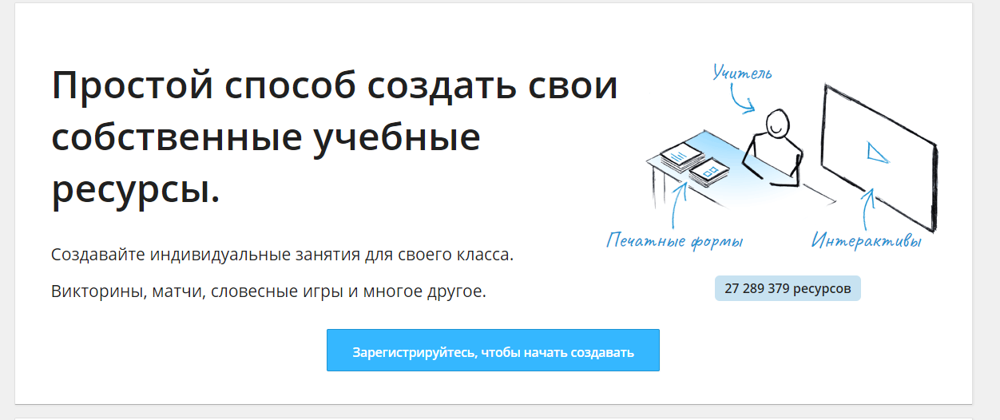 Простой способ создать свои
собственные учебные
ресурсы.
Создавайте индивидуальные занятия для своего класса.
Викторины, матчи, словесные игры и многое другое.
Учитель
Печатные формы
Интерактивы
27 289 379 ресурсов
Зарегистрируйтесь, чтобы начать создавать